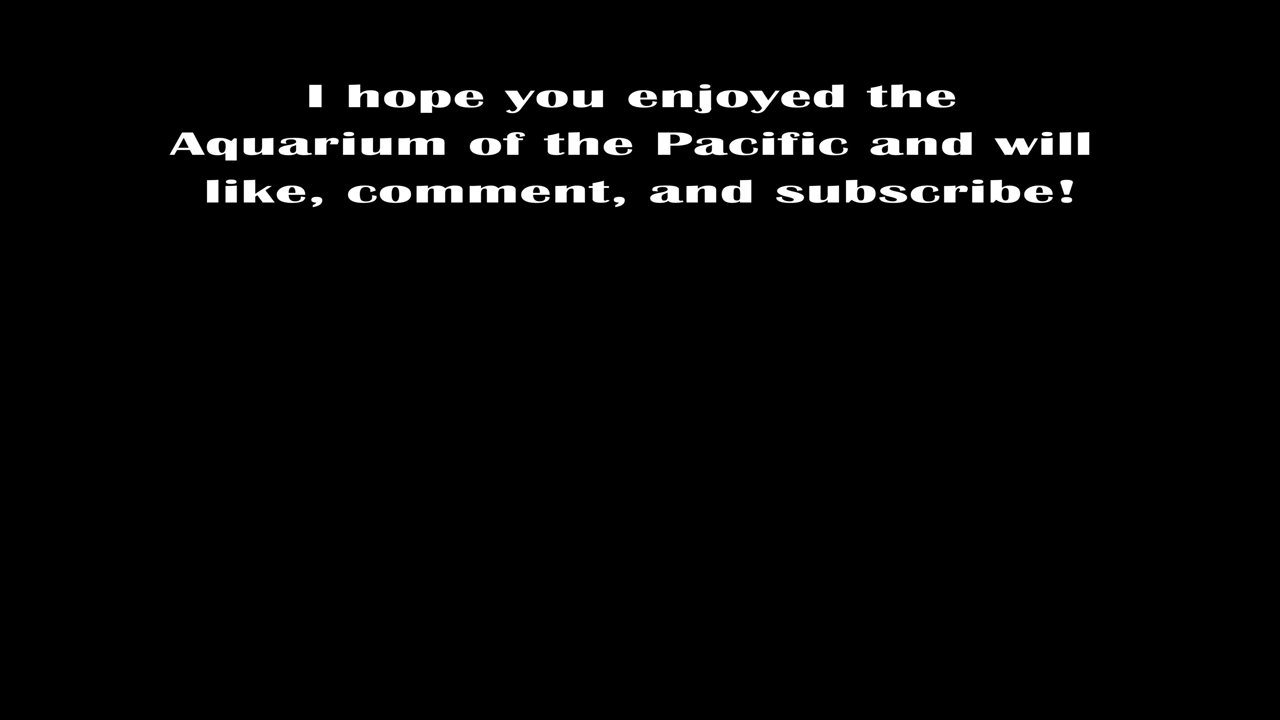 I hope you enjoyed the
Aquarium of the Pacific and will
like, comment, and subscribe!